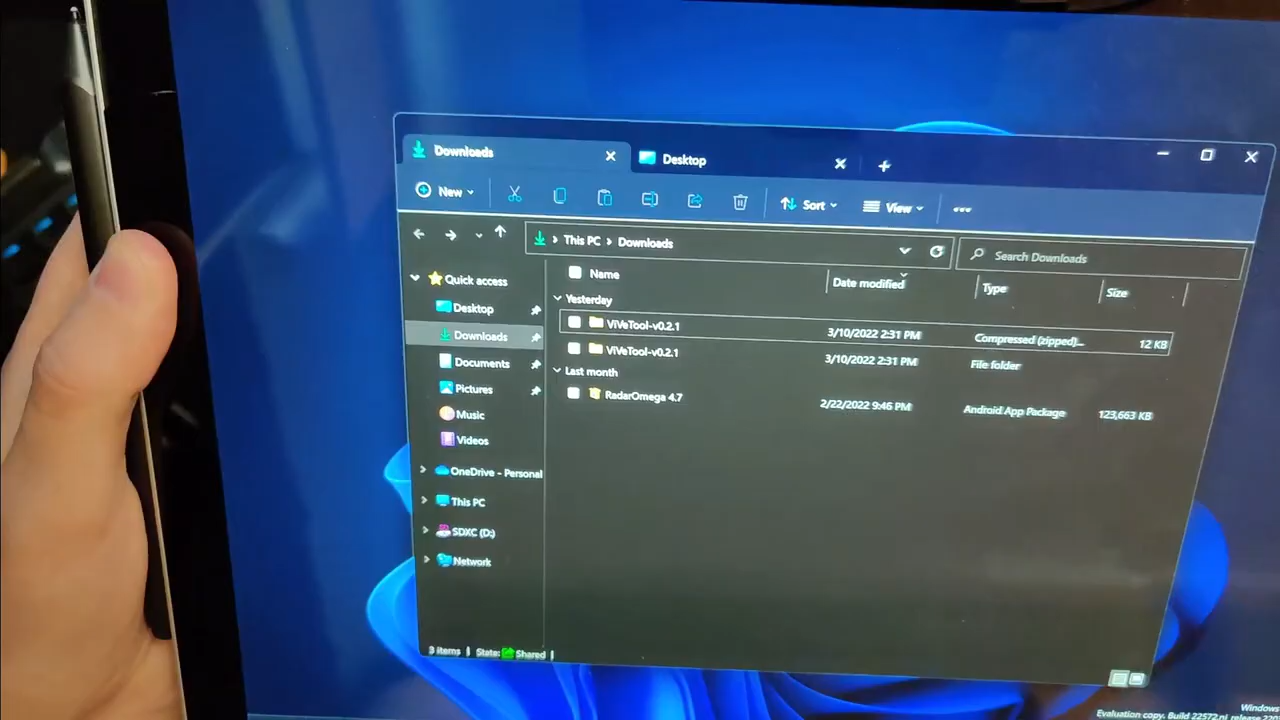 Downloads
Desktop
New
Sort
View
This PC > Downloads
Search Downloads
Quick access
Desktop
Downloads
Documents
Pictures
Music
Videos
OneDrive - Personal
This PC
SDXC (D:)
Network
Name Date modified Type Size
Yesterday
ViVeTool-v0.2.1 3/10/2022 2:31 PM Compressed (zipped)... 12 KB
ViVeTool-v0.2.1 3/10/2022 2:31 PM File folder
Last month
RadarOmega 4.7 2/22/2022 9:46 PM Android App Package 123,663 KB
3 items State: Shared
Windows
Evaluation copy. Build 22572.ni_release